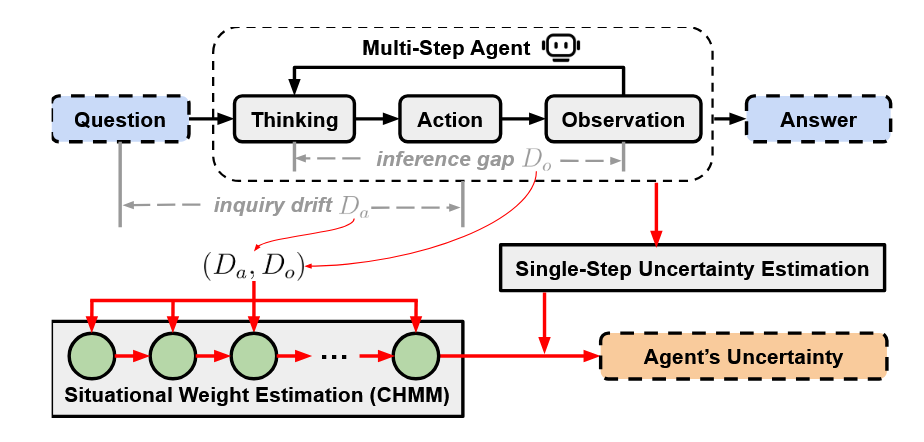 Multi-Step Agent
Question
Thinking
Action
Observation
Answer
inference gap D_o
inquiry drift D_a
(D_a, D_o)
Single-Step Uncertainty Estimation
...
Agent's Uncertainty
Situational Weight Estimation (CHMM)